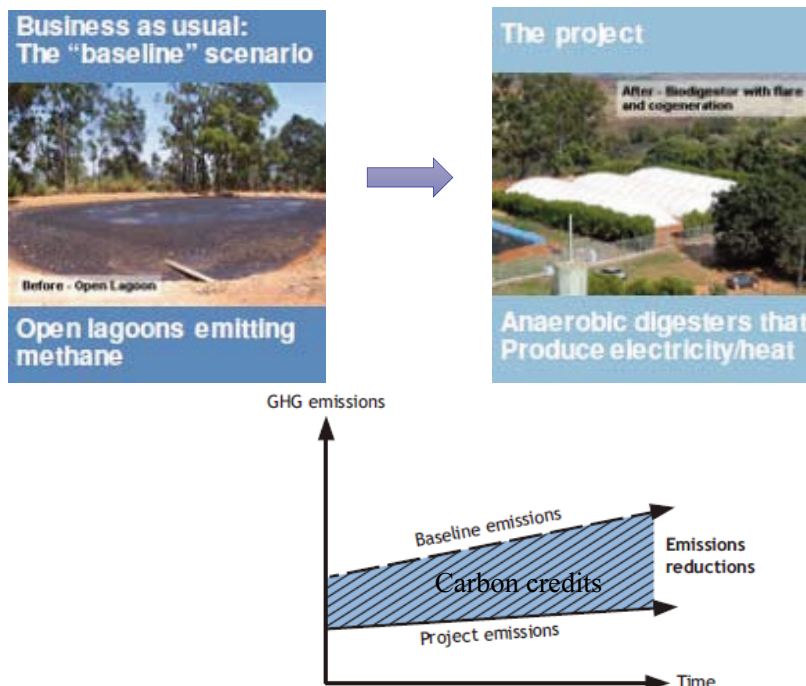 Business as usual:
The “baseline” scenario
Before - Open Lagoon
Open lagoons emitting
methane
The project
After - Biodigestor with flare
and cogeneration
Anaerobic digesters that
Produce electricity/heat
GHG emissions
Baseline emissions
Carbon credits
Emissions
reductions
Project emissions
Time